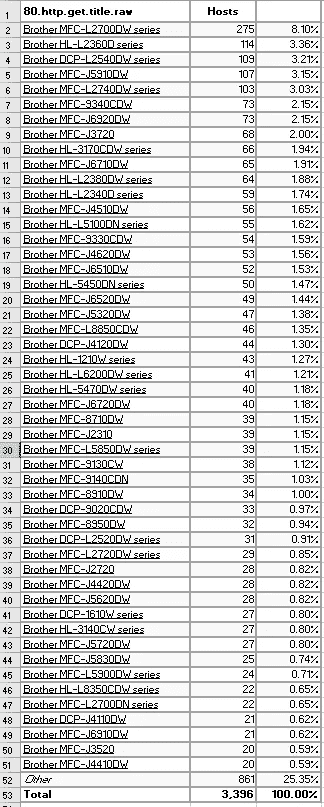 1 80.http.get.title.raw Hosts
2 Brother MFC-L2700DW series 275 8.10%
3 Brother HL-L2360D series 114 3.36%
4 Brother DCP-L2540DW series 109 3.21%
5 Brother MFC-J5910DW 107 3.15%
6 Brother MFC-L2740DW series 103 3.03%
7 Brother MFC-9340CDW 73 2.15%
8 Brother MFC-J6920DW 73 2.15%
9 Brother MFC-J3720 68 2.00%
10 Brother HL-3170CDW series 66 1.94%
11 Brother MFC-J6710DW 65 1.91%
12 Brother HL-L2380DW series 64 1.88%
13 Brother HL-L2340D series 59 1.74%
14 Brother MFC-J4510DW 56 1.65%
15 Brother HL-L5100DN series 55 1.62%
16 Brother MFC-9330CDW 54 1.59%
17 Brother MFC-J4620DW 53 1.56%
18 Brother MFC-J6510DW 52 1.53%
19 Brother HL-5450DN series 50 1.47%
20 Brother MFC-J6520DW 49 1.44%
21 Brother MFC-J5320DW 47 1.38%
22 Brother MFC-L8850CDW 46 1.35%
23 Brother DCP-J4120DW 44 1.30%
24 Brother HL-1210W series 43 1.27%
25 Brother HL-L6200DW series 41 1.21%
26 Brother HL-5470DW series 40 1.18%
27 Brother MFC-J6720DW 40 1.18%
28 Brother MFC-8710DW 39 1.15%
29 Brother MFC-J2310 39 1.15%
30 Brother MFC-L5850DW series 39 1.15%
31 Brother MFC-9130CW 38 1.12%
32 Brother MFC-9140CDN 35 1.03%
33 Brother MFC-8910DW 34 1.00%
34 Brother DCP-9020CDW 33 0.97%
35 Brother MFC-8950DW 32 0.94%
36 Brother DCP-L2520DW series 31 0.91%
37 Brother MFC-L2720DW series 29 0.85%
38 Brother MFC-J2720 28 0.82%
39 Brother MFC-J4420DW 28 0.82%
40 Brother MFC-J5620DW 28 0.82%
41 Brother DCP-1610W series 27 0.80%
42 Brother HL-3140CW series 27 0.80%
43 Brother MFC-J5720DW 27 0.80%
44 Brother MFC-J5830DW 25 0.74%
45 Brother MFC-L5900DW series 24 0.71%
46 Brother HL-L8350CDW series 22 0.65%
47 Brother MFC-L2700DN series 22 0.65%
48 Brother DCP-J4110DW 21 0.62%
49 Brother MFC-J6910DW 21 0.62%
50 Brother MFC-J3520 20 0.59%
51 Brother MFC-J4410DW 20 0.59%
52 Other 861 25.35%
53 Total 3,396 100.00%